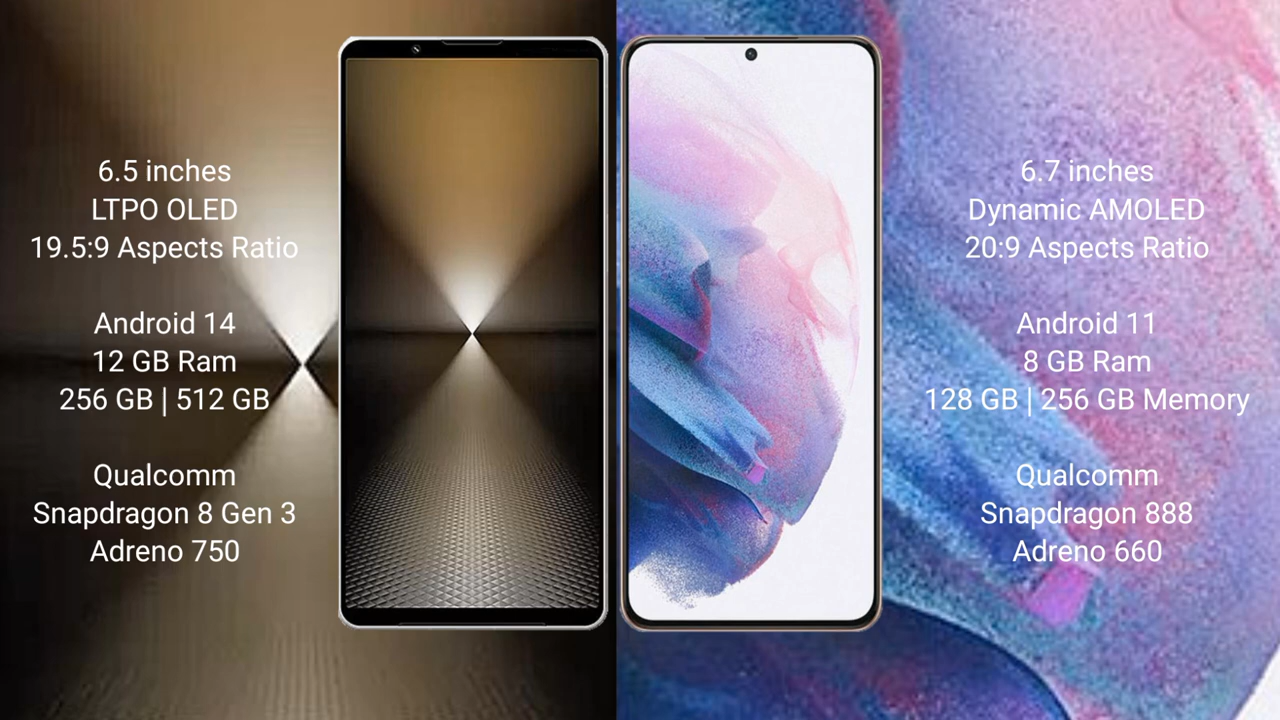 6.5 inches
LTPO OLED
19.5:9 Aspects Ratio
Android 14
12 GB Ram
256 GB | 512 GB
Qualcomm
Snapdragon 8 Gen 3
Adreno 750
6.7 inches
Dynamic AMOLED
20:9 Aspects Ratio
Android 11
8 GB Ram
128 GB | 256 GB Memory
Qualcomm
Snapdragon 888
Adreno 660